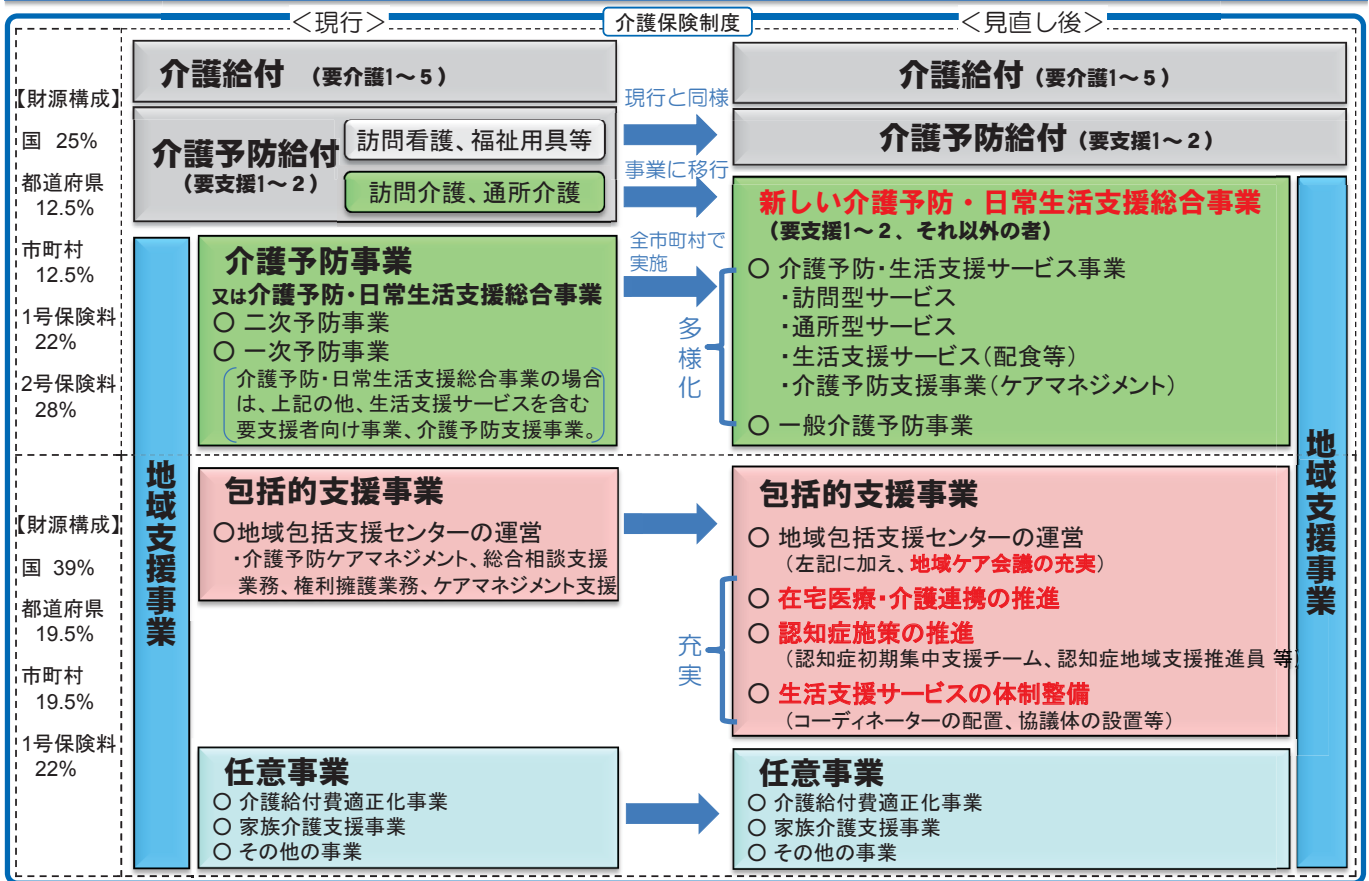 <現行>
介護保険制度
<見直し後>
【財源構成】
国 25%
都道府県
12.5%
市町村
12.5%
1号保険料
22%
2号保険料
28%
【財源構成】
国 39%
都道府県
19.5%
市町村
19.5%
1号保険料
22%
介護給付 (要介護1~5)
介護予防給付
(要支援1~2)
訪問看護、福祉用具等
訪問介護、通所介護
地域支援事業
介護予防事業
又は介護予防・日常生活支援総合事業
○ 二次予防事業
○ 一次予防事業
介護予防・日常生活支援総合事業の場合
は、上記の他、生活支援サービスを含む
要支援者向け事業、介護予防支援事業。
包括的支援事業
○地域包括支援センターの運営
・介護予防ケアマネジメント、総合相談支援
業務、権利擁護業務、ケアマネジメント支援
任意事業
○ 介護給付費適正化事業
○ 家族介護支援事業
○ その他の事業
現行と同様
事業に移行
全市町村で
実施
多様化
充実
介護給付 (要介護1~5)
介護予防給付 (要支援1~2)
新しい介護予防・日常生活支援総合事業
(要支援1~2、それ以外の者)
○ 介護予防・生活支援サービス事業
・訪問型サービス
・通所型サービス
・生活支援サービス(配食等)
・介護予防支援事業(ケアマネジメント)
○ 一般介護予防事業
包括的支援事業
○ 地域包括支援センターの運営
(左記に加え、地域ケア会議の充実)
○ 在宅医療・介護連携の推進
○ 認知症施策の推進
(認知症初期集中支援チーム、認知症地域支援推進員 等)
○ 生活支援サービスの体制整備
(コーディネーターの配置、協議体の設置等)
任意事業
○ 介護給付費適正化事業
○ 家族介護支援事業
○ その他の事業
地域支援事業